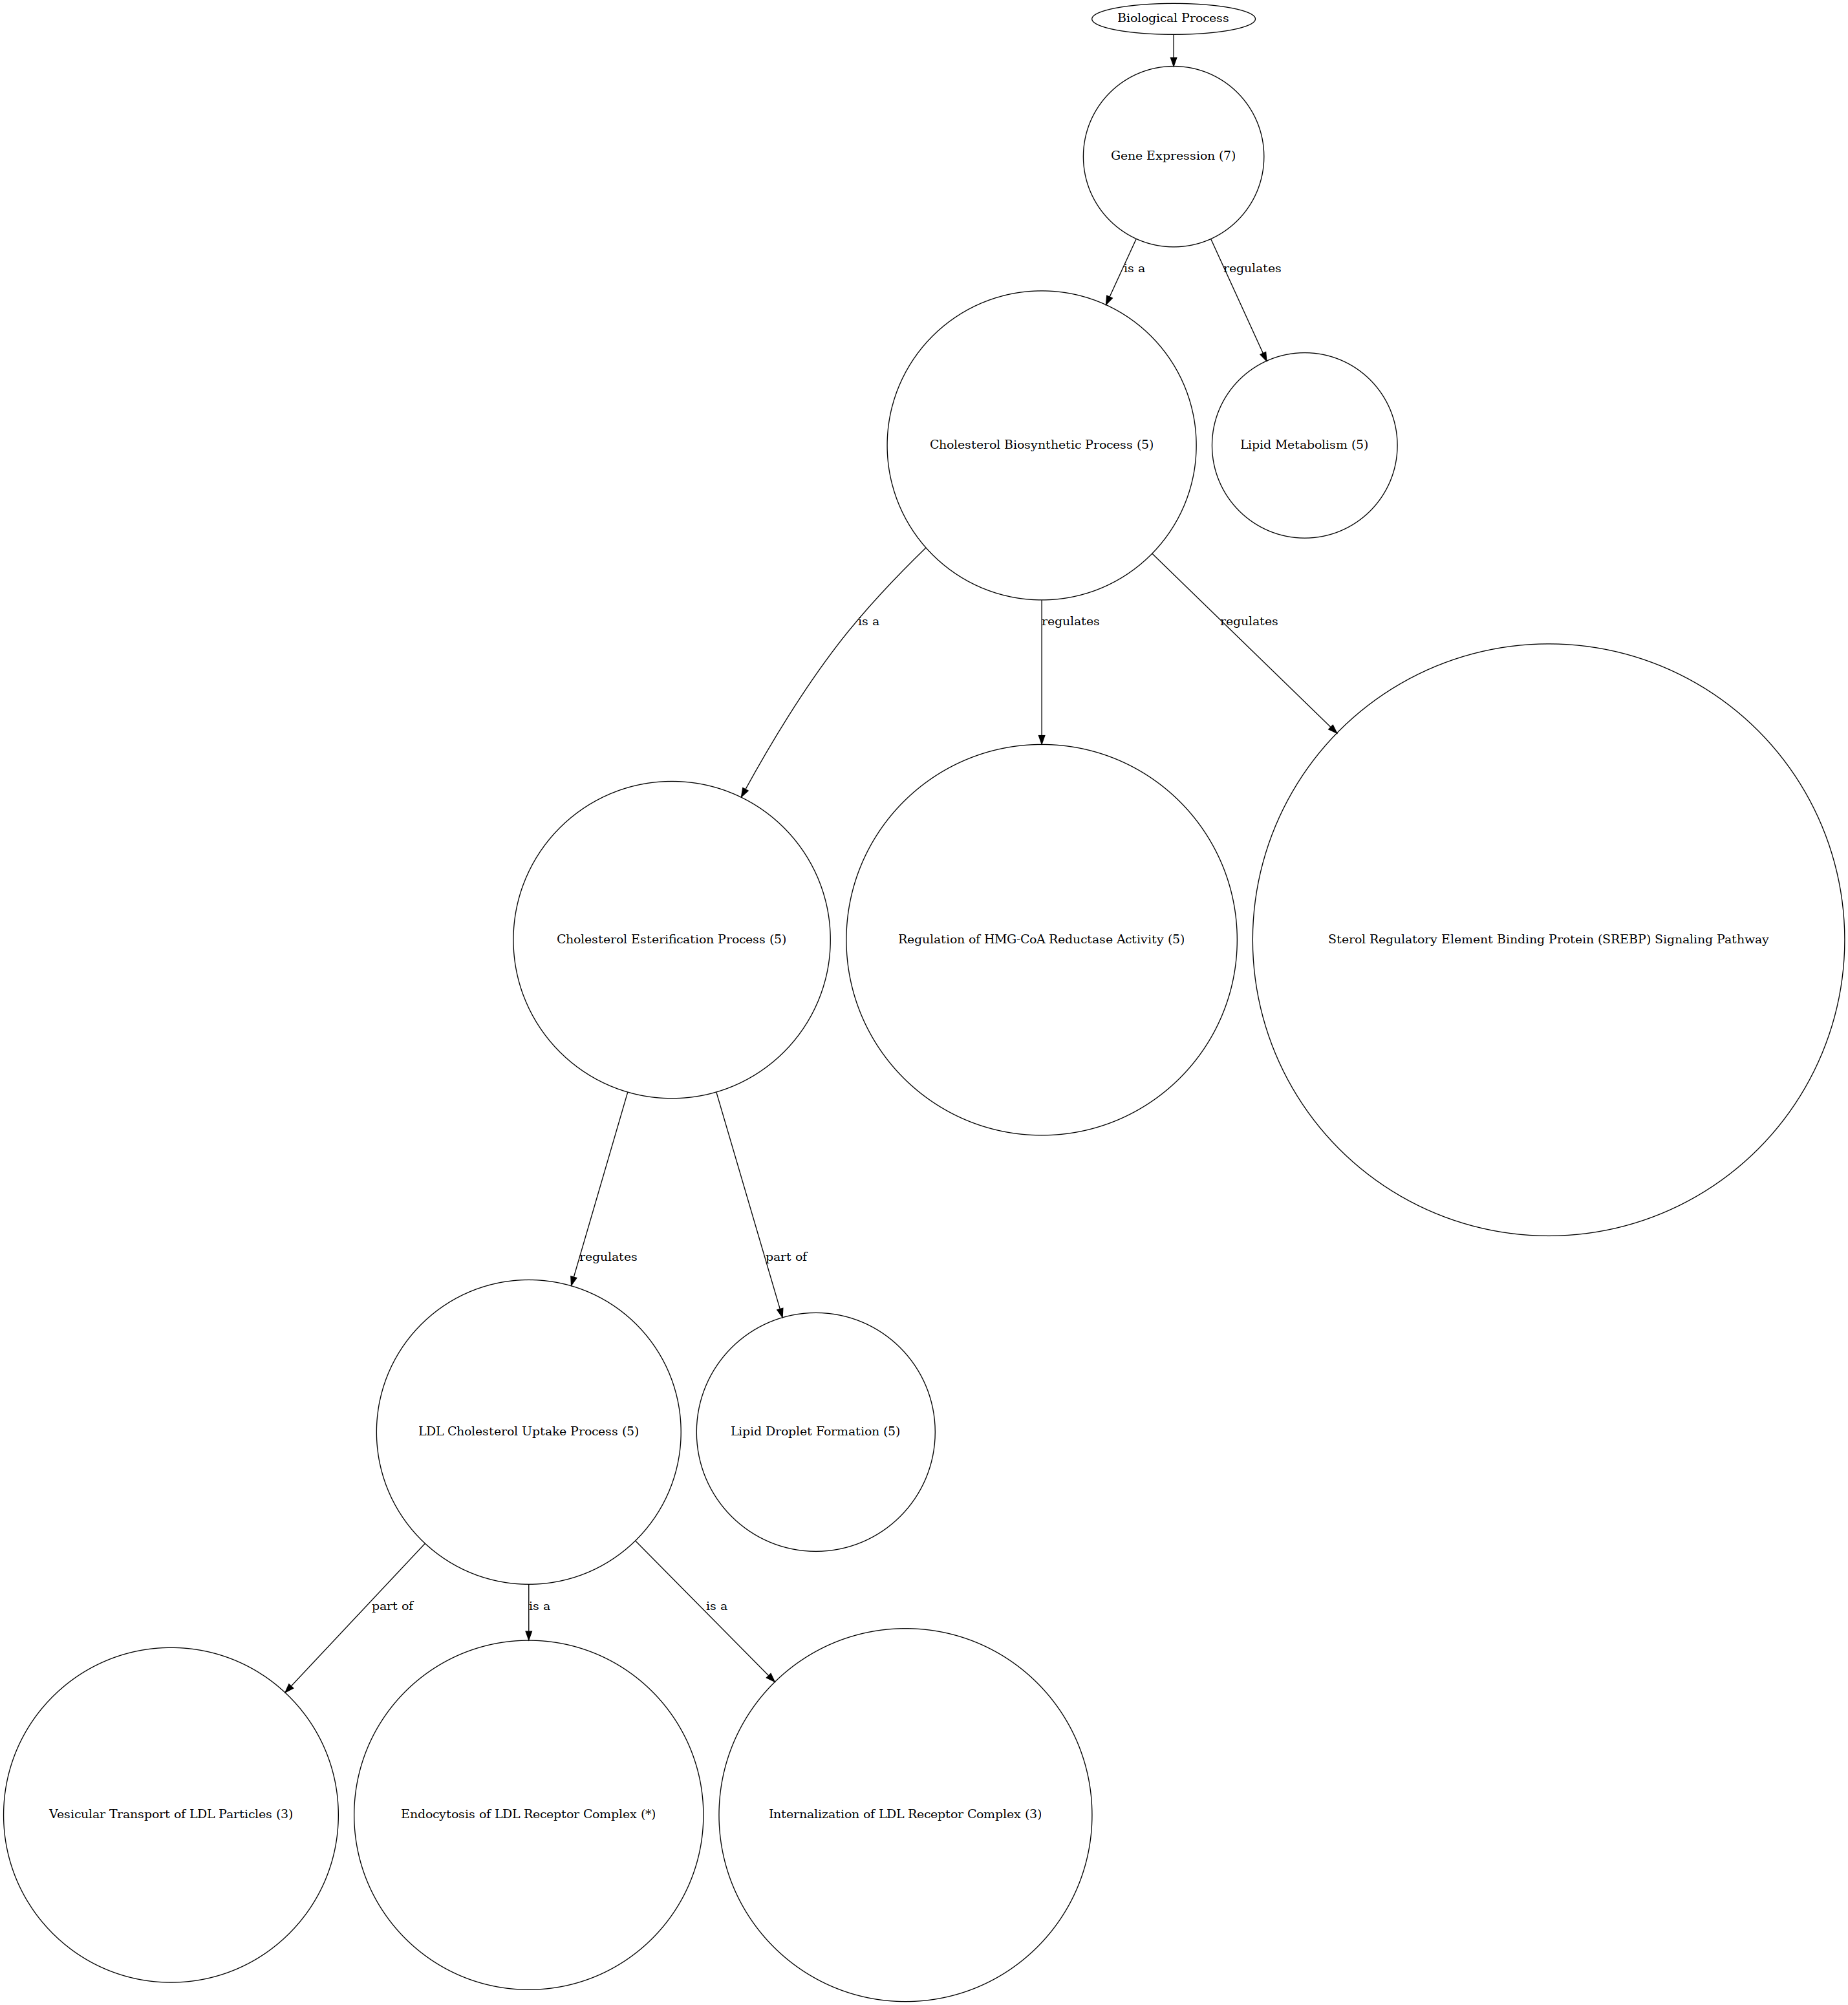 Biological Process
Gene Expression (7)
is a
regulates
Cholesterol Biosynthetic Process (5)
Lipid Metabolism (5)
is a
regulates
regulates
Cholesterol Esterification Process (5)
Regulation of HMG-CoA Reductase Activity (5)
Sterol Regulatory Element Binding Protein (SREBP) Signaling Pathway
regulates
part of
LDL Cholesterol Uptake Process (5)
Lipid Droplet Formation (5)
part of
is a
is a
Vesicular Transport of LDL Particles (3)
Endocytosis of LDL Receptor Complex (*)
Internalization of LDL Receptor Complex (3)